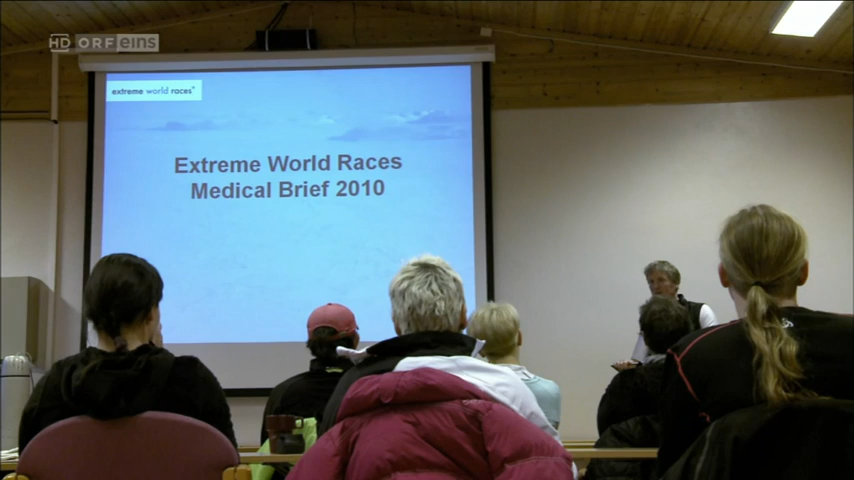 HD ORF EINS
extreme world races
Extreme World Races
Medical Brief 2010